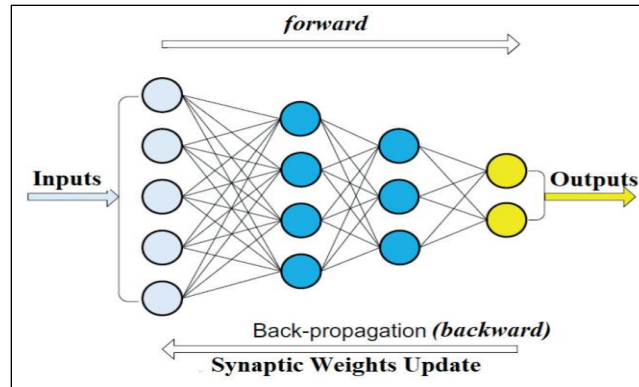 forward
Inputs
Outputs
Back-propagation (backward)
Synaptic Weights Update